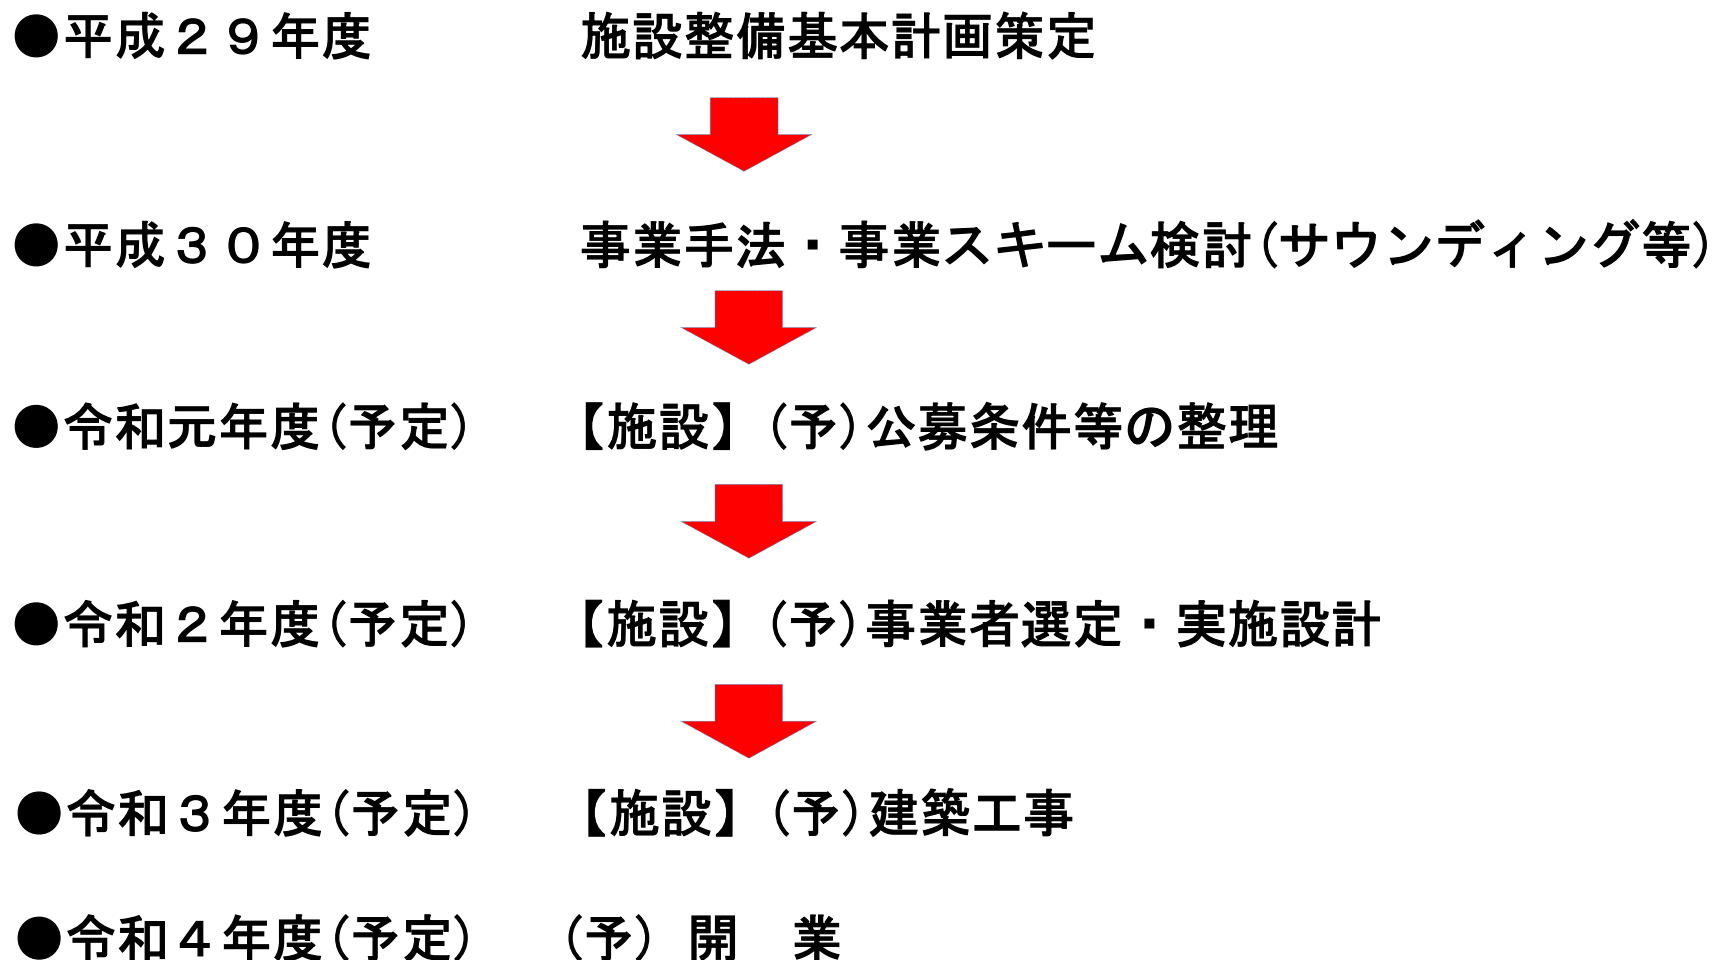 ●平成２９年度　　　　施設整備基本計画策定
●平成３０年度　　　　事業手法・事業スキーム検討(サウンディング等)
●令和元年度(予定)　　【施設】(予)公募条件等の整理
●令和２年度(予定)　　【施設】(予)事業者選定・実施設計
●令和３年度(予定)　　【施設】(予)建築工事
●令和４年度(予定)　　(予) 開　業